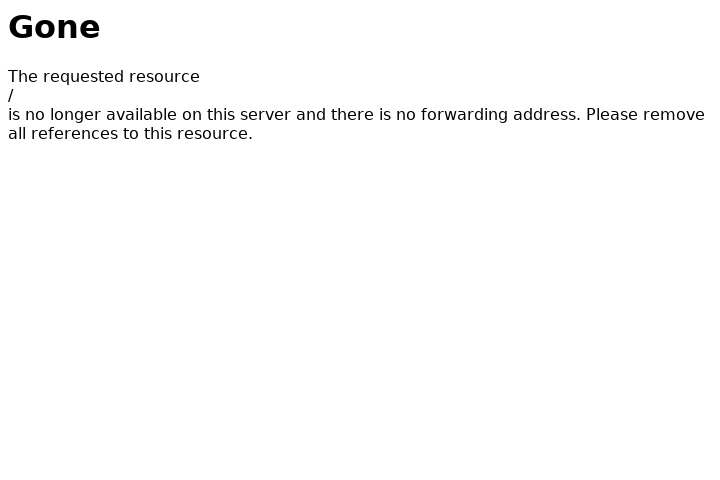 Gone
The requested resource
/
is no longer available on this server and there is no forwarding address. Please remove
all references to this resource.